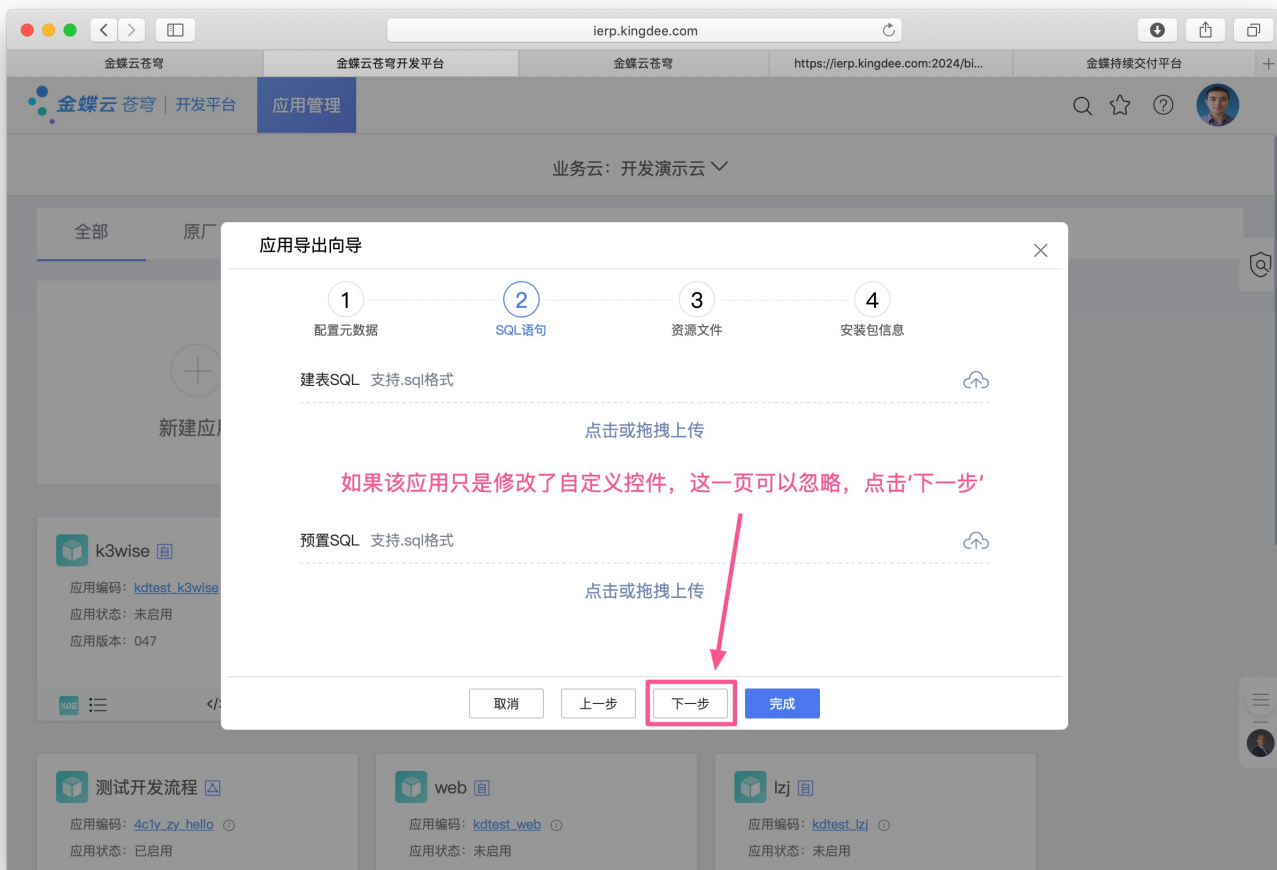 ierp.kingdee.com
金蝶云苍穹
金蝶云苍穹开发平台
金蝶云苍穹
https://ierp.kingdee.com:2024/bi...
金蝶持续交付平台
金蝶云 苍穹 | 开发平台
应用管理
业务云：开发演示云
全部
原厂
应用导出向导
1
2
3
4
配置元数据
SQL语句
资源文件
安装包信息
建表SQL 支持.sql格式
点击或拖拽上传
新建应
如果该应用只是修改了自定义控件，这一页可以忽略，点击‘下一步’
预置SQL 支持.sql格式
点击或拖拽上传
k3wise 自
应用编码：kdtest_k3wise
应用状态：未启用
应用版本：047
取消
上一步
下一步
完成
测试开发流程
应用编码：4c1y_zy_hello
应用状态：已启用
web 自
应用编码：kdtest_web
应用状态：未启用
lzj 自
应用编码：kdtest_lzj
应用状态：未启用